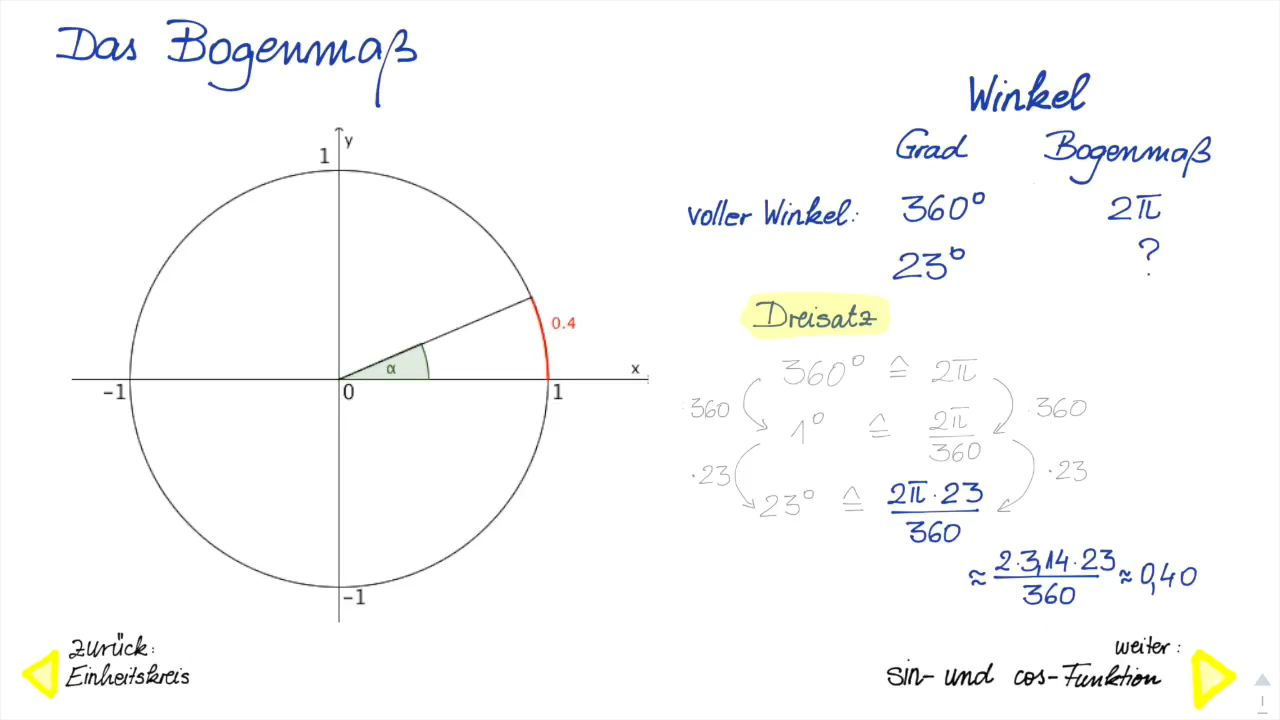 Das Bogenmaß
y
1
0.4
α
x
-1
0
1
-1
Winkel
Grad Bogenmaß
voller Winkel: 360° 2π
23° ?
Dreisatz
360° ≙ 2π
:360 :360
1° ≙ 2π/360
·23 ·23
23° ≙ 2π·23/360
≈ 2·3,14·23/360 ≈ 0,40
zurück:
Einheitskreis
weiter:
sin- und cos-Funktion